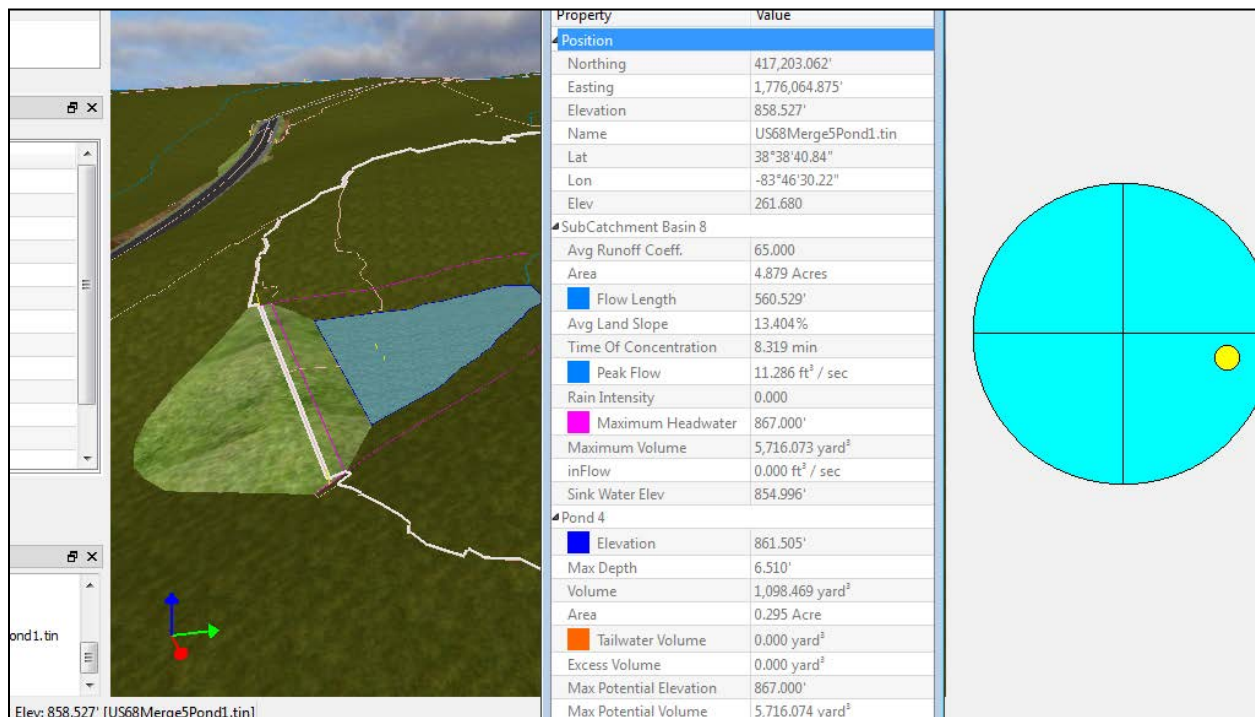 Property Value
Position
Northing 417,203.062'
Easting 1,776,064.875'
Elevation 858.527'
Name US68Merge5Pond1.tin
Lat 38°38'40.84"
Lon -83°46'30.22"
Elev 261.680
SubCatchment Basin 8
Avg Runoff Coeff. 65.000
Area 4.879 Acres
Flow Length 560.529'
Avg Land Slope 13.404%
Time Of Concentration 8.319 min
Peak Flow 11.286 ft³ / sec
Rain Intensity 0.000
Maximum Headwater 867.000'
Maximum Volume 5,716.073 yard³
inFlow 0.000 ft³ / sec
Sink Water Elev 854.996'
Pond 4
Elevation 861.505'
Max Depth 6.510'
Volume 1,098.469 yard³
Area 0.295 Acre
Tailwater Volume 0.000 yard³
Excess Volume 0.000 yard³
Max Potential Elevation 867.000'
Max Potential Volume 5,716.074 yard³
ond1.tin
Elev: 858.527' [US68Merge5Pond1.tin]